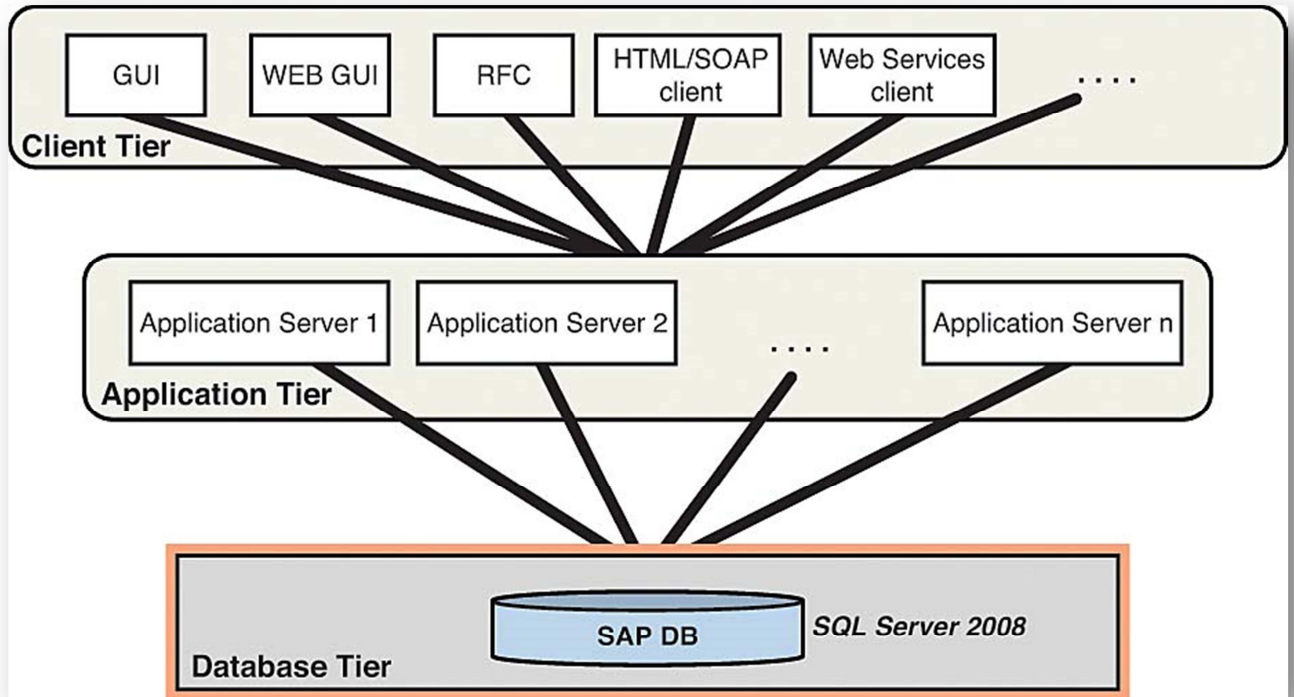 GUI
WEB GUI
RFC
HTML/SOAP
client
Web Services
client
....
Client Tier
Application Server 1
Application Server 2
....
Application Server n
Application Tier
SAP DB
SQL Server 2008
Database Tier